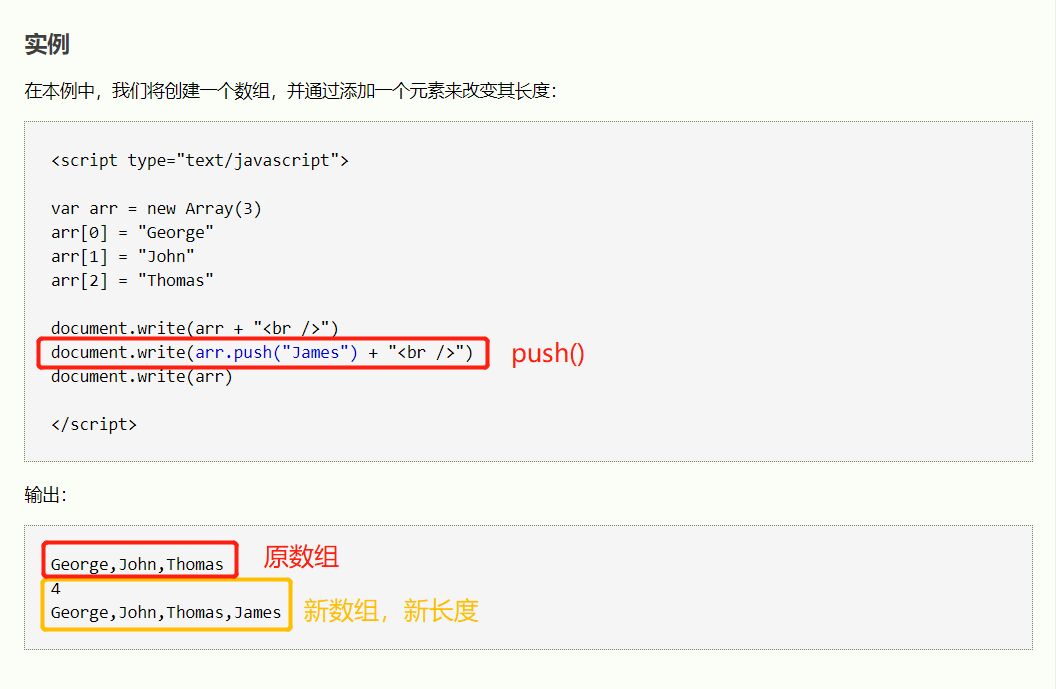 实例
在本例中，我们将创建一个数组，并通过添加一个元素来改变其长度：
<script type="text/javascript">
var arr = new Array(3)
arr[0] = "George"
arr[1] = "John"
arr[2] = "Thomas"
document.write(arr + "<br />")
document.write(arr.push("James") + "<br />") push()
document.write(arr)
</script>
输出：
George,John,Thomas 原数组
4
George,John,Thomas,James 新数组，新长度